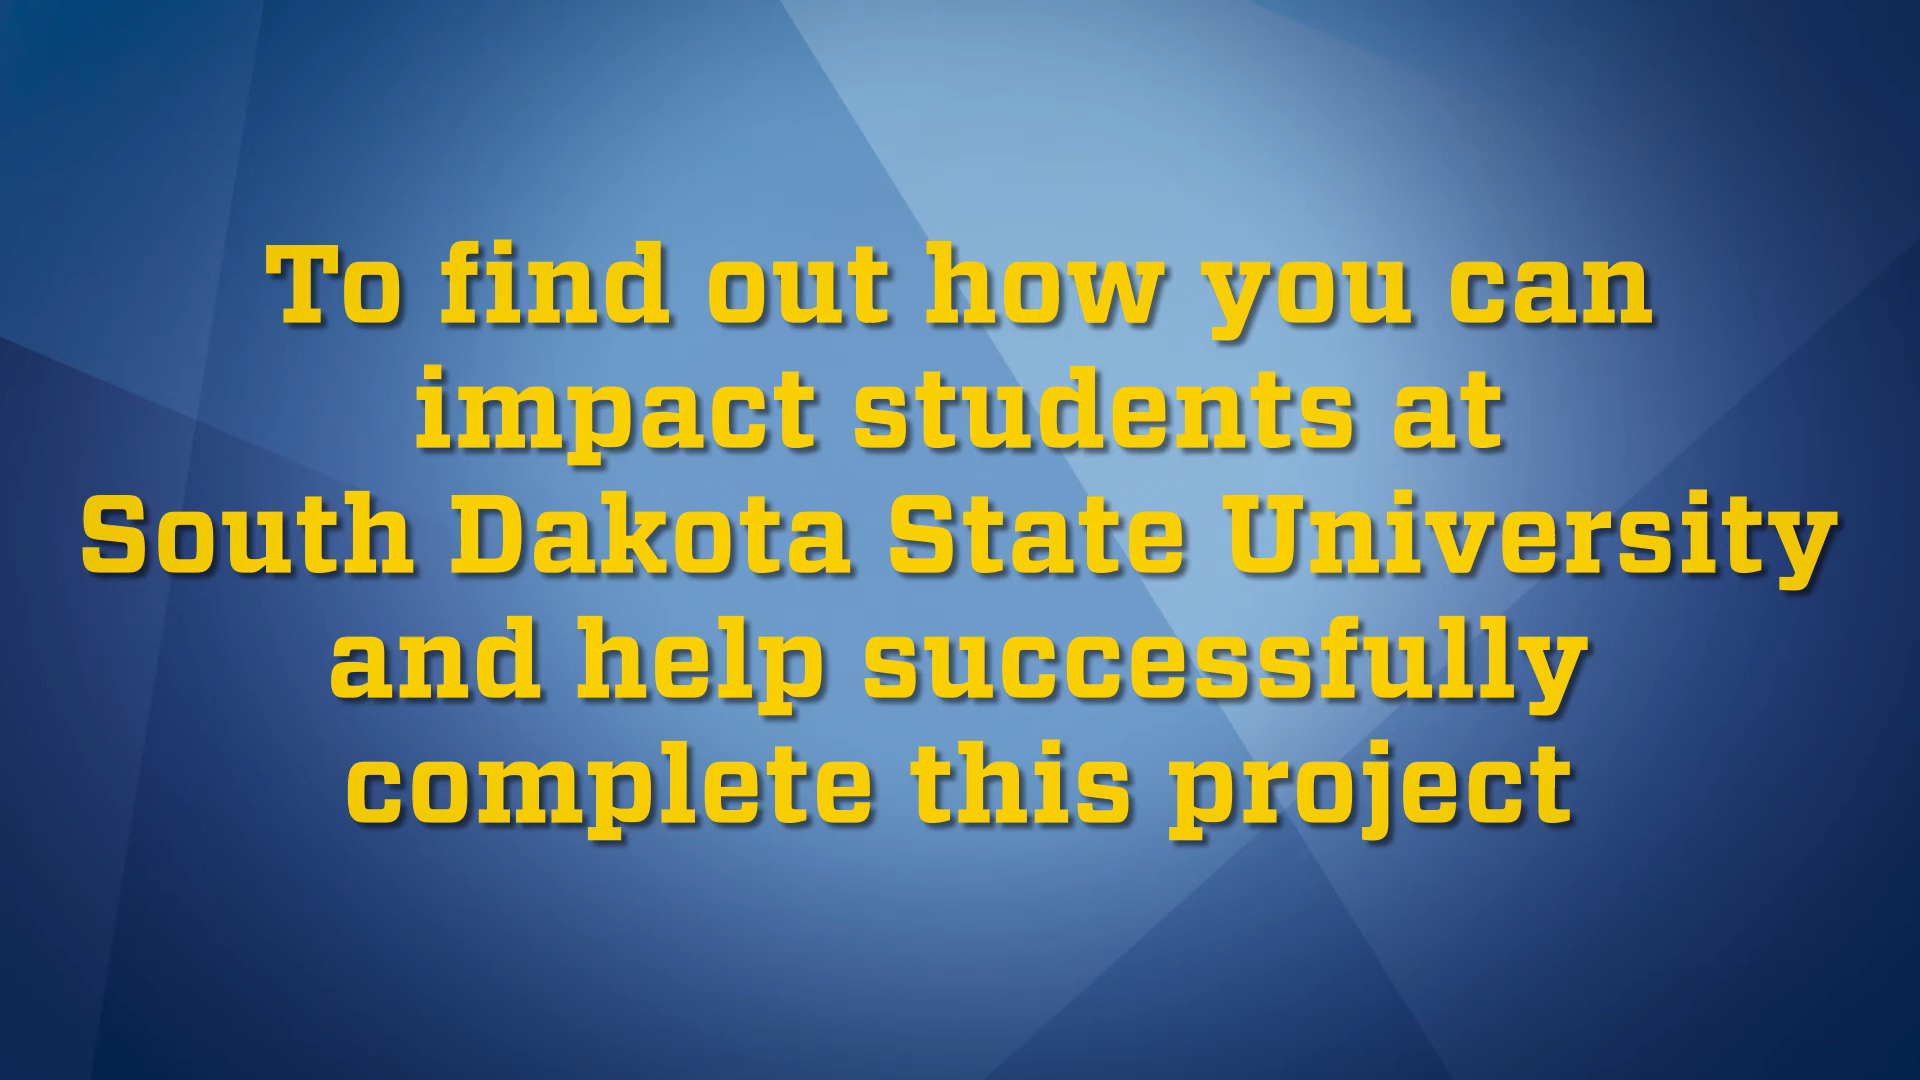 To find out how you can
impact students at
South Dakota State University
and help successfully
complete this project